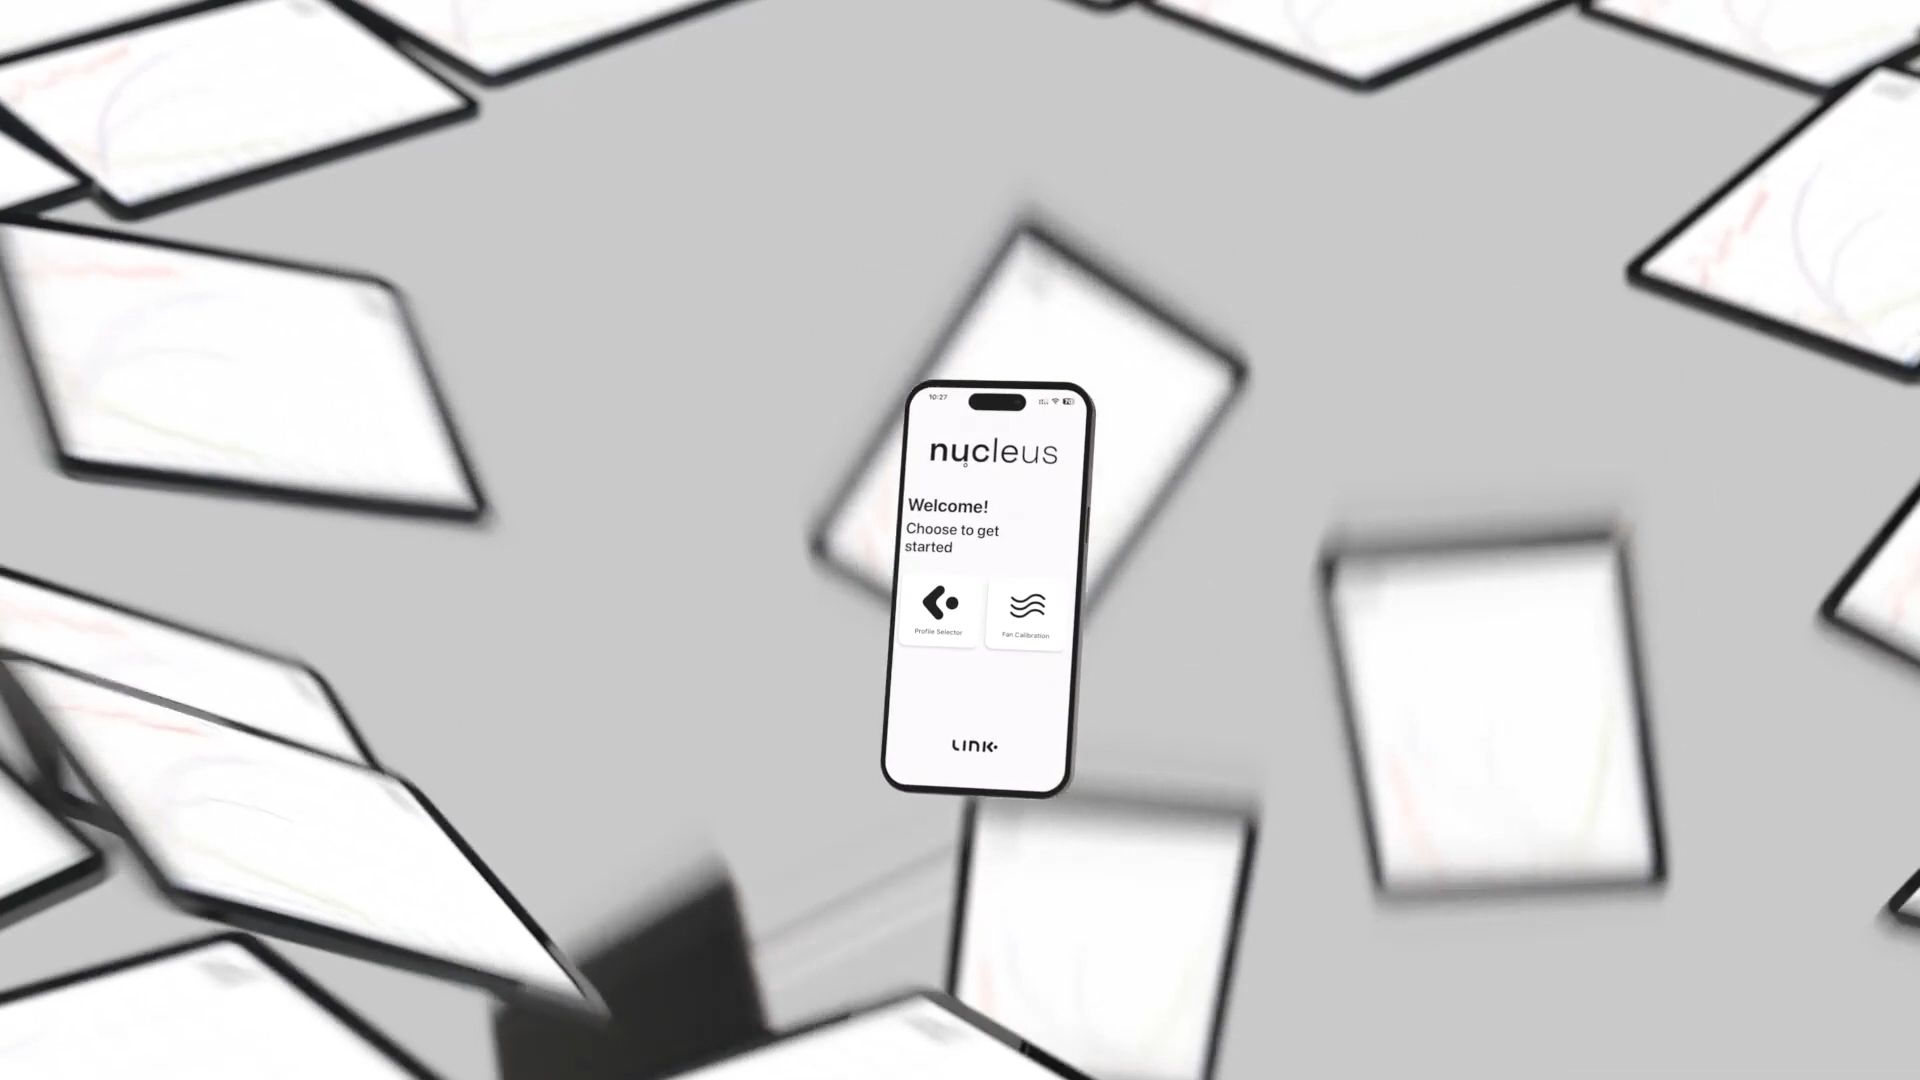 10:27
nucleus
Welcome!
Choose to get
started
Profile Selector
Fan Calibration
LINK